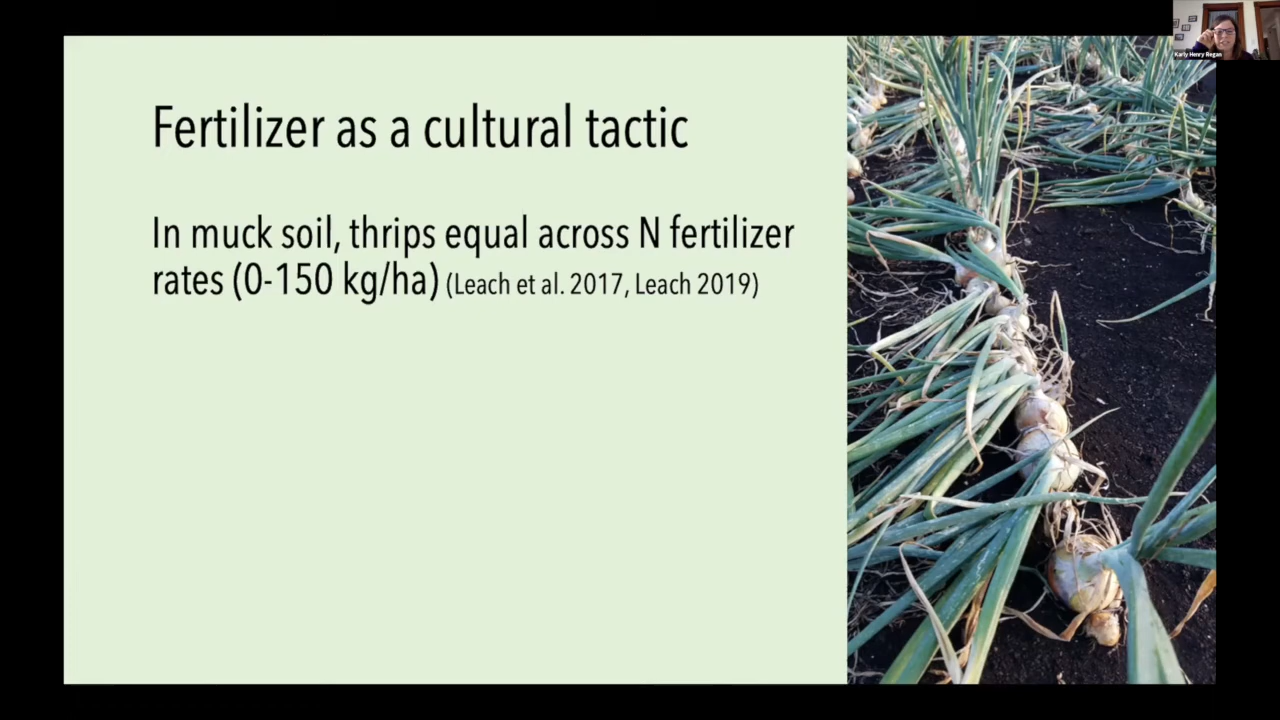 Karly Henry Regan
Fertilizer as a cultural tactic
In muck soil, thrips equal across N fertilizer
rates (0-150 kg/ha) (Leach et al. 2017, Leach 2019)